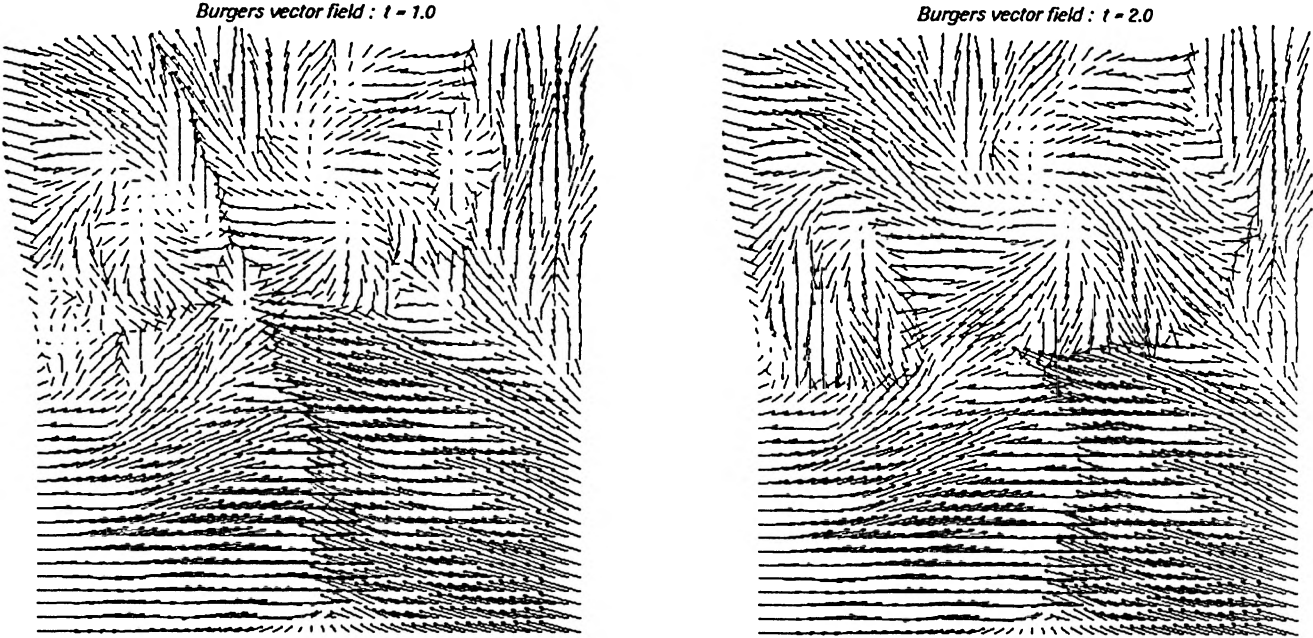 Burgers vector field : t = 1.0
Burgers vector field : t = 2.0